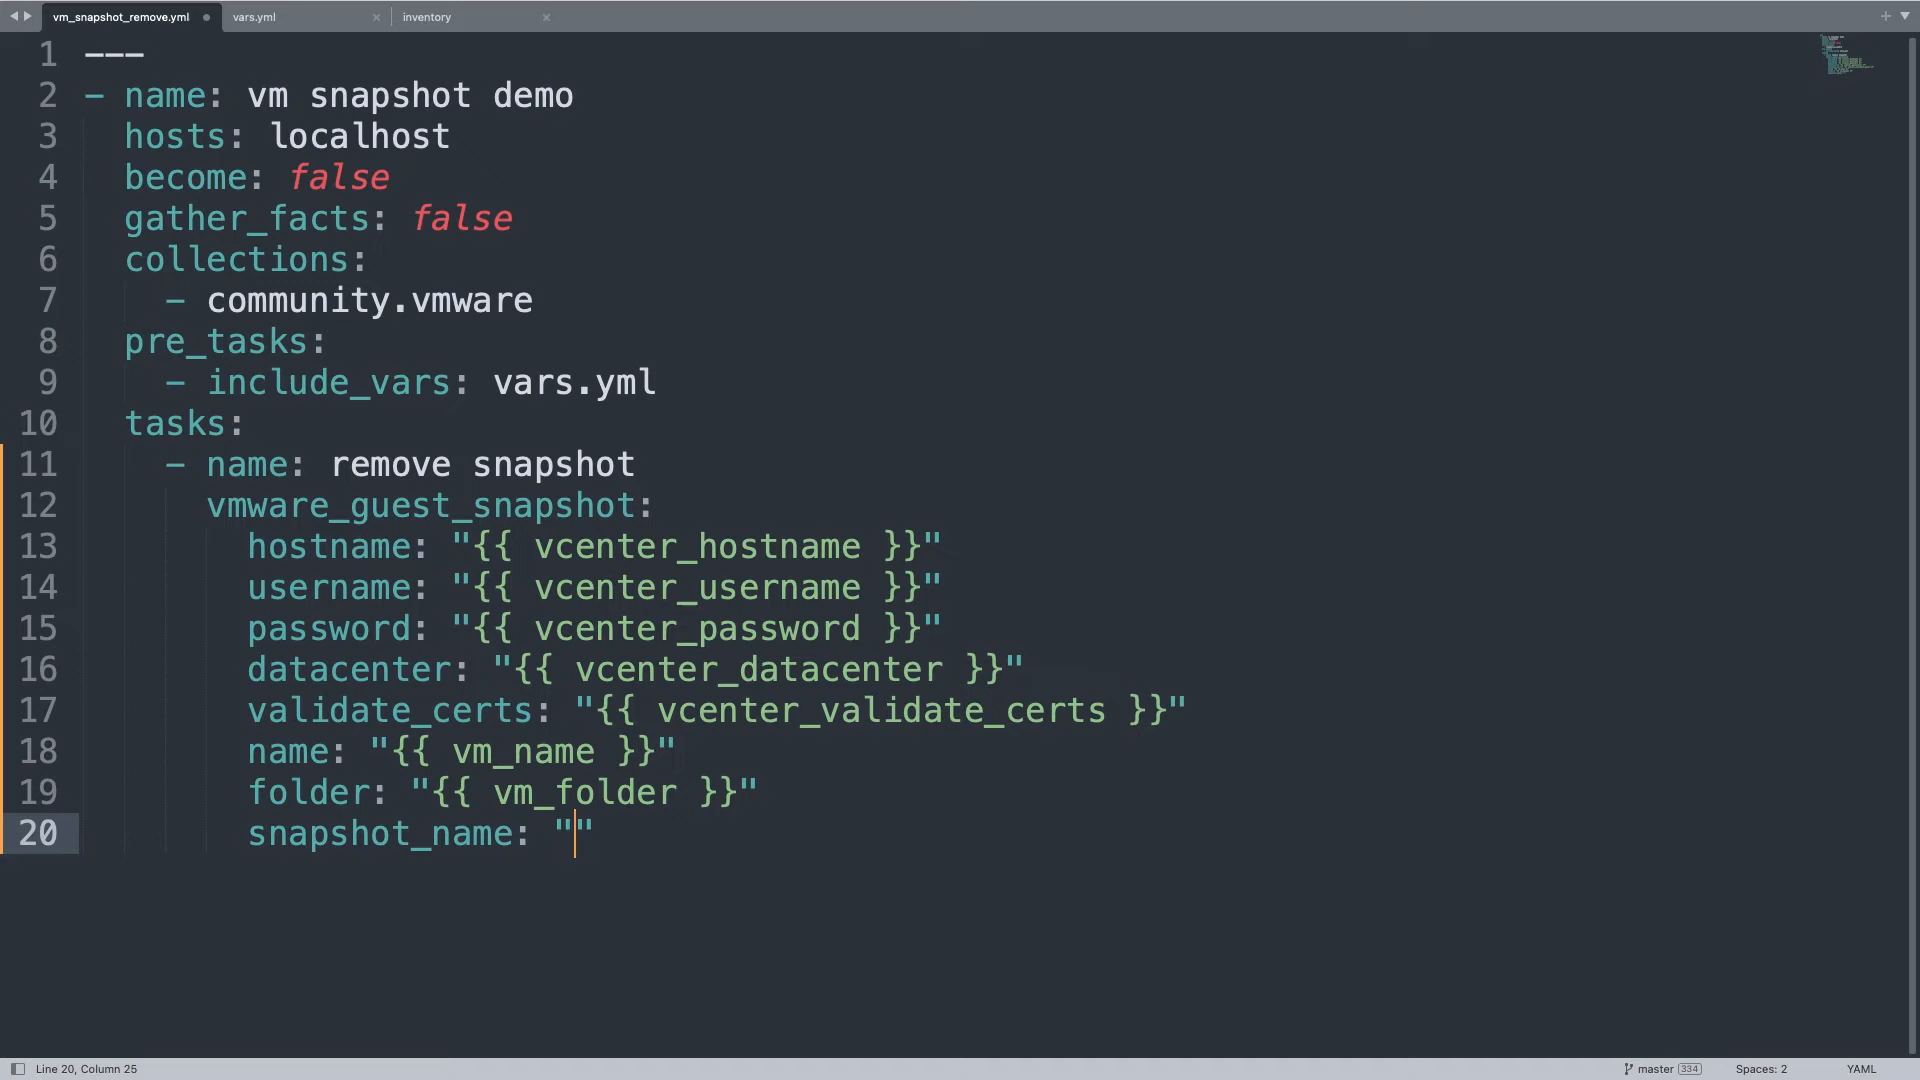 vm_snapshot_remove.yml vars.yml inventory
1 ---
2 - name: vm snapshot demo
3 hosts: localhost
4 become: false
5 gather_facts: false
6 collections:
7 - community.vmware
8 pre_tasks:
9 - include_vars: vars.yml
10 tasks:
11 - name: remove snapshot
12 vmware_guest_snapshot:
13 hostname: "{{ vcenter_hostname }}"
14 username: "{{ vcenter_username }}"
15 password: "{{ vcenter_password }}"
16 datacenter: "{{ vcenter_datacenter }}"
17 validate_certs: "{{ vcenter_validate_certs }}"
18 name: "{{ vm_name }}"
19 folder: "{{ vm_folder }}"
20 snapshot_name: ""
Line 20, Column 25 master 334 Spaces: 2 YAML